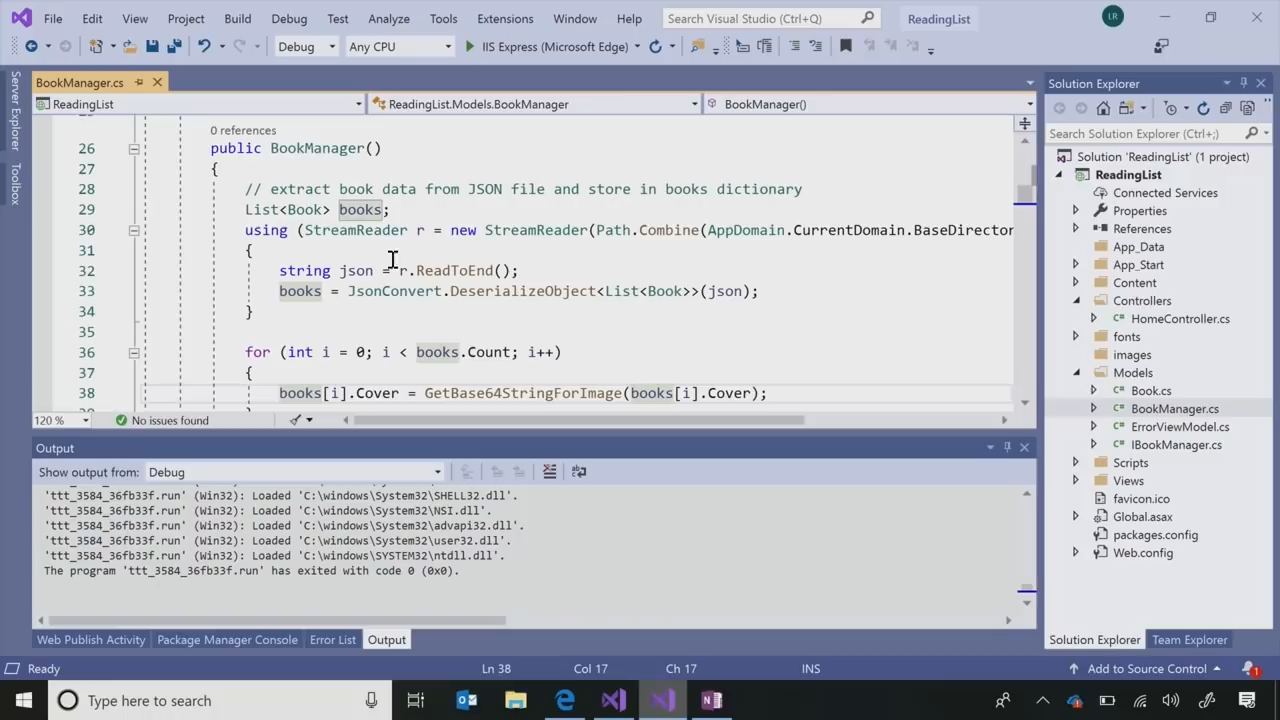 File Edit View Project Build Debug Test Analyze Tools Extensions Window Help Search Visual Studio (Ctrl+Q) ReadingList LR
Debug Any CPU IIS Express (Microsoft Edge)
Server Explorer
Toolbox
BookManager.cs
ReadingList ReadingList.Models.BookManager BookManager()
0 references
26 public BookManager()
27 {
28 // extract book data from JSON file and store in books dictionary
29 List<Book> books;
30 using (StreamReader r = new StreamReader(Path.Combine(AppDomain.CurrentDomain.BaseDirector
31 {
32 string json = r.ReadToEnd();
33 books = JsonConvert.DeserializeObject<List<Book>>(json);
34 }
35
36 for (int i = 0; i < books.Count; i++)
37 {
38 books[i].Cover = GetBase64StringForImage(books[i].Cover);
120 % No issues found
Output
Show output from: Debug
'ttt_3584_36fb33f.run' (Win32): Loaded 'C:\windows\System32\SHELL32.dll'.
'ttt_3584_36fb33f.run' (Win32): Loaded 'C:\windows\System32\NSI.dll'.
'ttt_3584_36fb33f.run' (Win32): Loaded 'C:\windows\System32\advapi32.dll'.
'ttt_3584_36fb33f.run' (Win32): Loaded 'C:\windows\System32\user32.dll'.
'ttt_3584_36fb33f.run' (Win32): Loaded 'C:\windows\SYSTEM32\ntdll.dll'.
The program 'ttt_3584_36fb33f.run' has exited with code 0 (0x0).
Web Publish Activity Package Manager Console Error List Output
Solution Explorer
Search Solution Explorer (Ctrl+;)
Solution 'ReadingList' (1 project)
ReadingList
Connected Services
Properties
References
App_Data
App_Start
Content
Controllers
C# HomeController.cs
fonts
images
Models
C# Book.cs
C# BookManager.cs
C# ErrorViewModel.cs
C# IBookManager.cs
Scripts
Views
favicon.ico
Global.asax
packages.config
Web.config
Solution Explorer Team Explorer
Ready Ln 38 Col 17 Ch 17 INS Add to Source Control 1
Type here to search